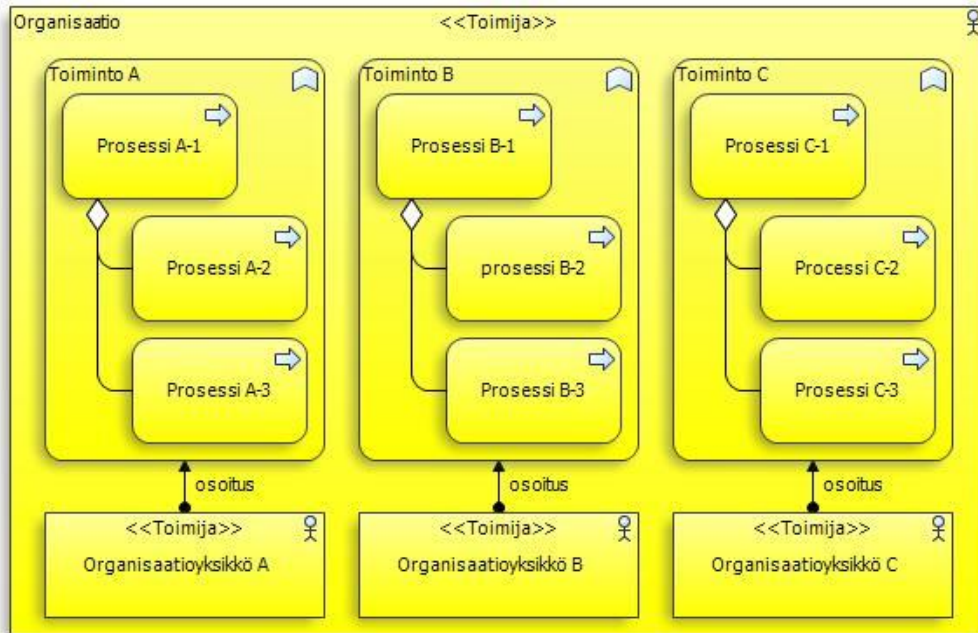 Organisaatio
<<Toimija>>
Toiminto A
Prosessi A-1
Prosessi A-2
Prosessi A-3
Toiminto B
Prosessi B-1
prosessi B-2
Prosessi B-3
Toiminto C
Prosessi C-1
Processi C-2
Prosessi C-3
osoitus
osoitus
osoitus
<<Toimija>>
Organisaatioyksikkö A
<<Toimija>>
Organisaatioyksikkö B
<<Toimija>>
Organisaatioyksikkö C